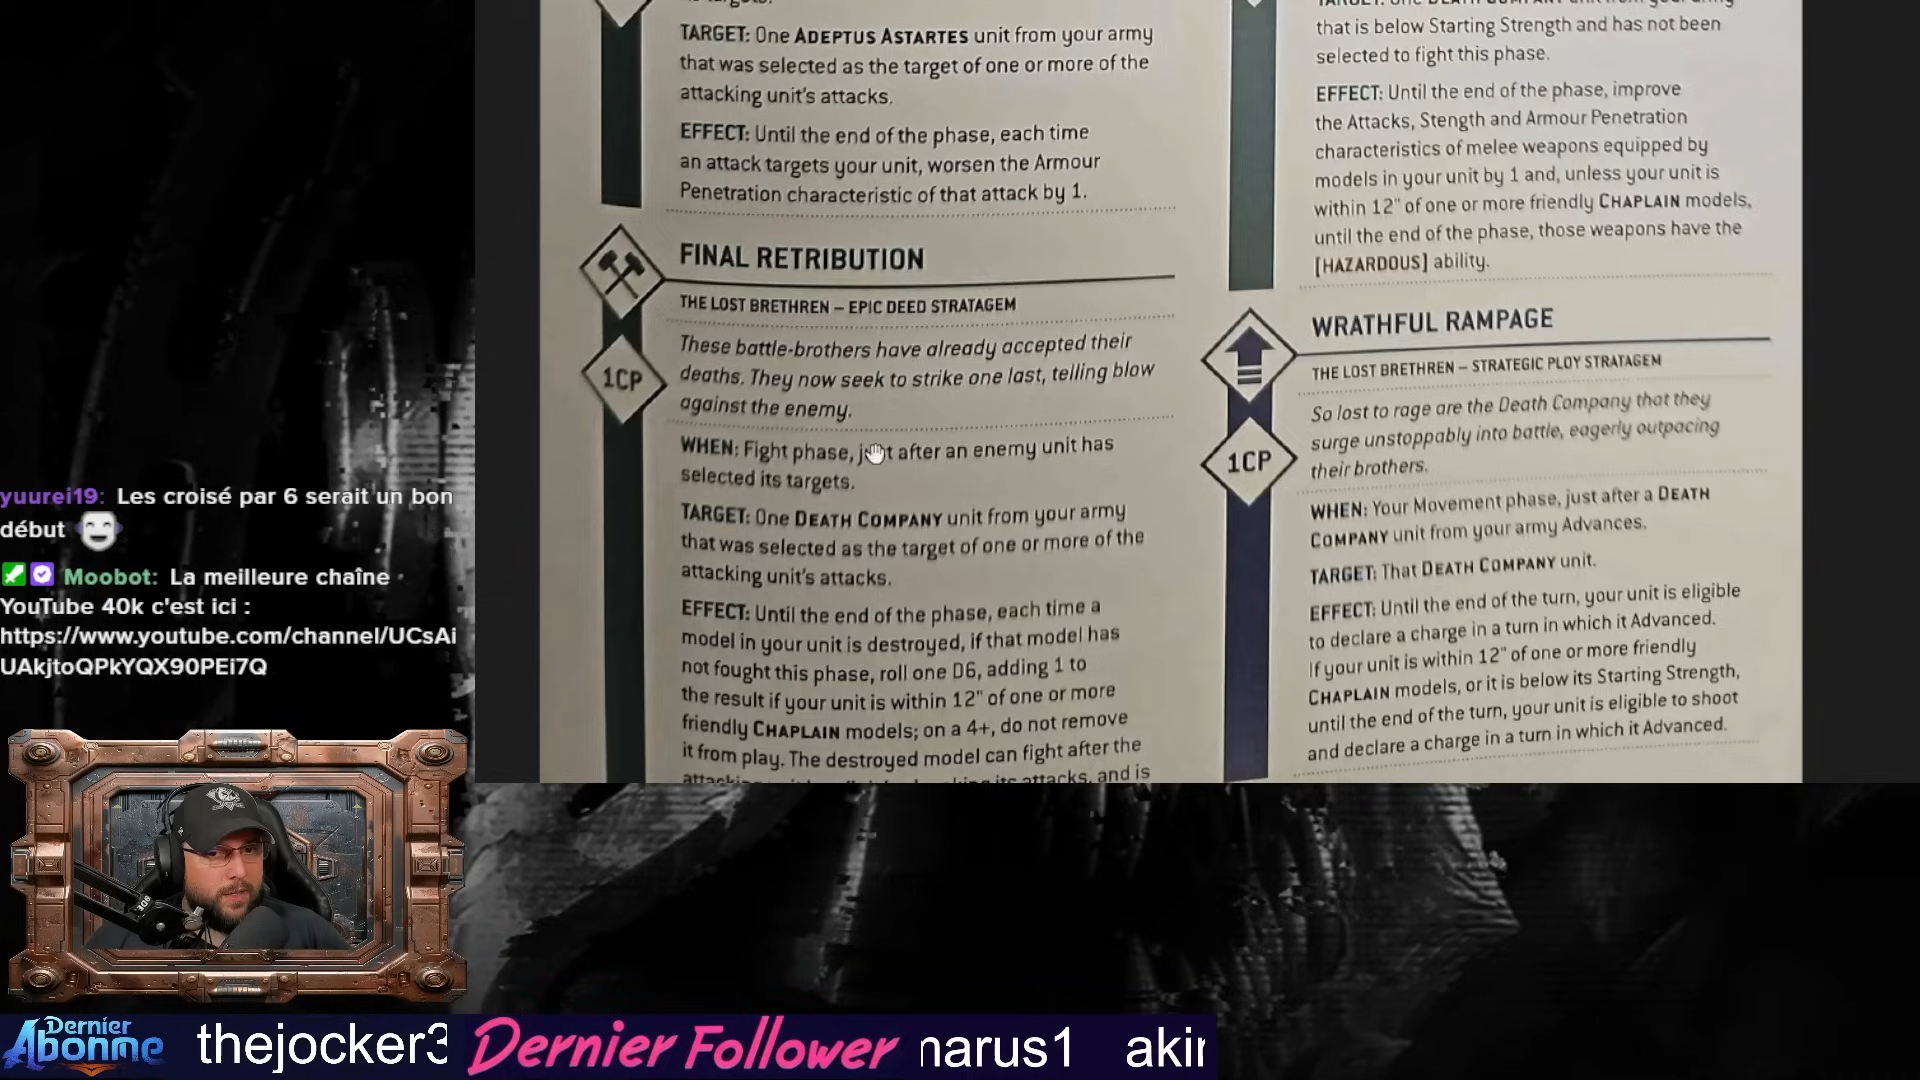 TARGET: One ADEPTUS ASTARTES unit from your army
that was selected as the target of one or more of the
attacking unit's attacks.
EFFECT: Until the end of the phase, each time
an attack targets your unit, worsen the Armour
Penetration characteristic of that attack by 1.
FINAL RETRIBUTION
THE LOST BRETHREN – EPIC DEED STRATAGEM
1CP
These battle-brothers have already accepted their
deaths. They now seek to strike one last, telling blow
against the enemy.
WHEN: Fight phase, after an enemy unit has
selected its targets.
TARGET: One DEATH COMPANY unit from your army
that was selected as the target of one or more of the
attacking unit's attacks.
EFFECT: Until the end of the phase, each time a
model in your unit is destroyed, if that model has
not fought this phase, roll one D6, adding 1 to
the result if your unit is within 12" of one or more
friendly CHAPLAIN models; on a 4+, do not remove
it from play. The destroyed model can fight after the
its attacks, and is
that is below Starting Strength and has not been
selected to fight this phase.
EFFECT: Until the end of the phase, improve
the Attacks, Stength and Armour Penetration
characteristics of melee weapons equipped by
models in your unit by 1 and, unless your unit is
within 12" of one or more friendly CHAPLAIN models,
until the end of the phase, those weapons have the
[HAZARDOUS] ability.
WRATHFUL RAMPAGE
THE LOST BRETHREN – STRATEGIC PLOY STRATAGEM
1CP
So lost to rage are the Death Company that they
surge unstoppably into battle, eagerly outpacing
their brothers.
WHEN: Your Movement phase, just after a DEATH
COMPANY unit from your army Advances.
TARGET: That DEATH COMPANY unit.
EFFECT: Until the end of the turn, your unit is eligible
to declare a charge in a turn in which it Advanced.
If your unit is within 12" of one or more friendly
CHAPLAIN models, or it is below its Starting Strength,
until the end of the turn, your unit is eligible to shoot
and declare a charge in a turn in which it Advanced.
yuurei19: Les croisé par 6 serait un bon
début
Moobot: La meilleure chaîne
YouTube 40k c'est ici :
https://www.youtube.com/channel/UCsAi
UAkjtoQPkYQX90PEi7Q
Dernier
Abonné
thejocker3
Dernier Follower
narus1 akir